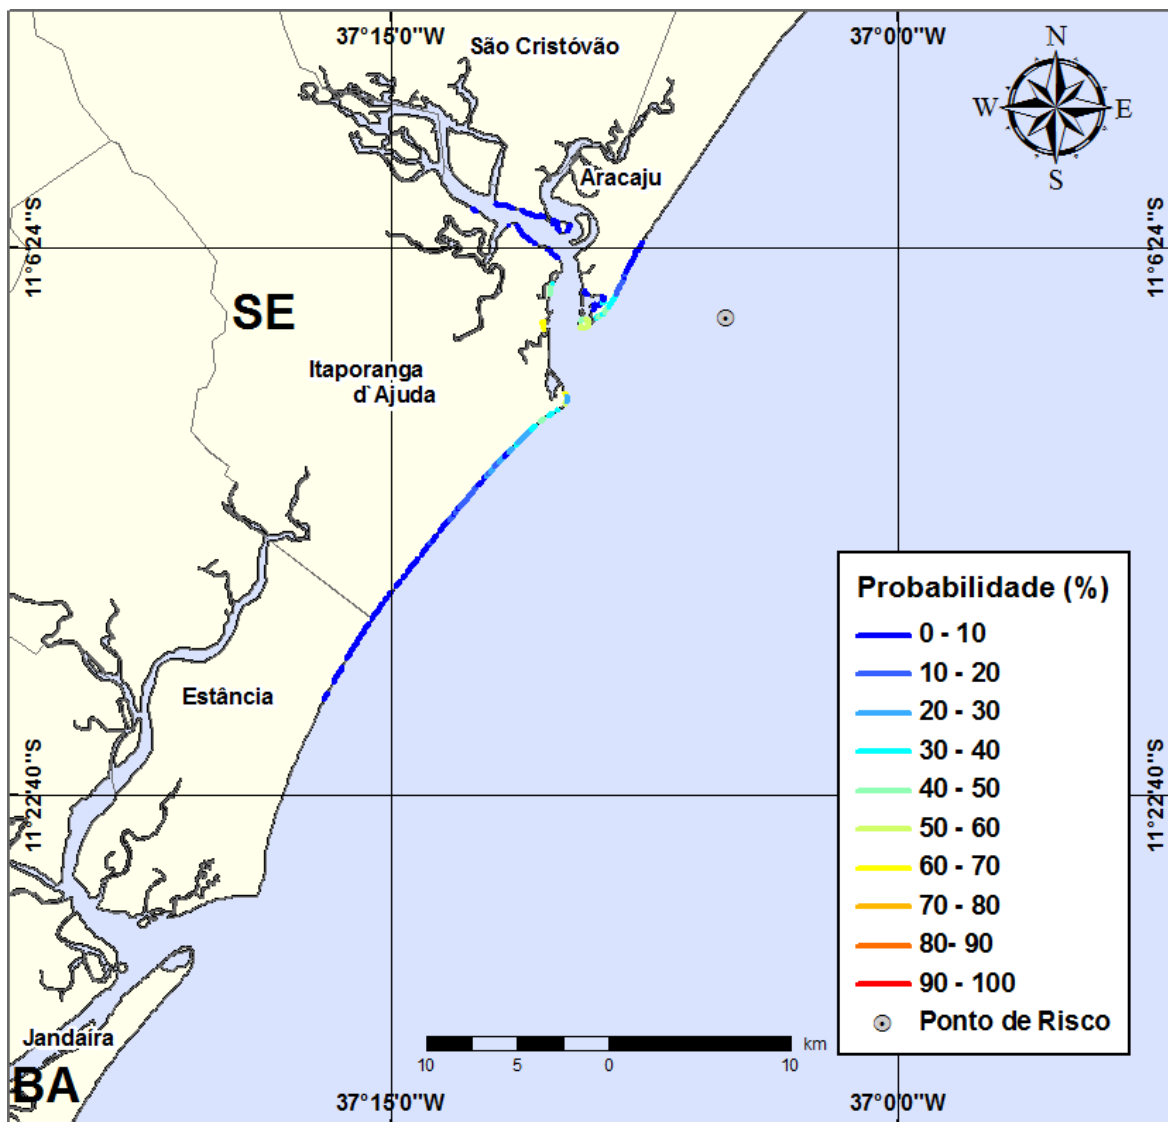 37°15'0"W
37°0'0"W
São Cristóvão
N
W
E
S
Aracaju
11°6'24"S
11°6'24"S
SE
Itaporanga
d`Ajuda
Estância
11°22'40"S
11°22'40"S
Probabilidade (%)
0 - 10
10 - 20
20 - 30
30 - 40
40 - 50
50 - 60
60 - 70
70 - 80
80- 90
90 - 100
Ponto de Risco
Jandaíra
BA
km
10 5 0 10
37°15'0"W
37°0'0"W